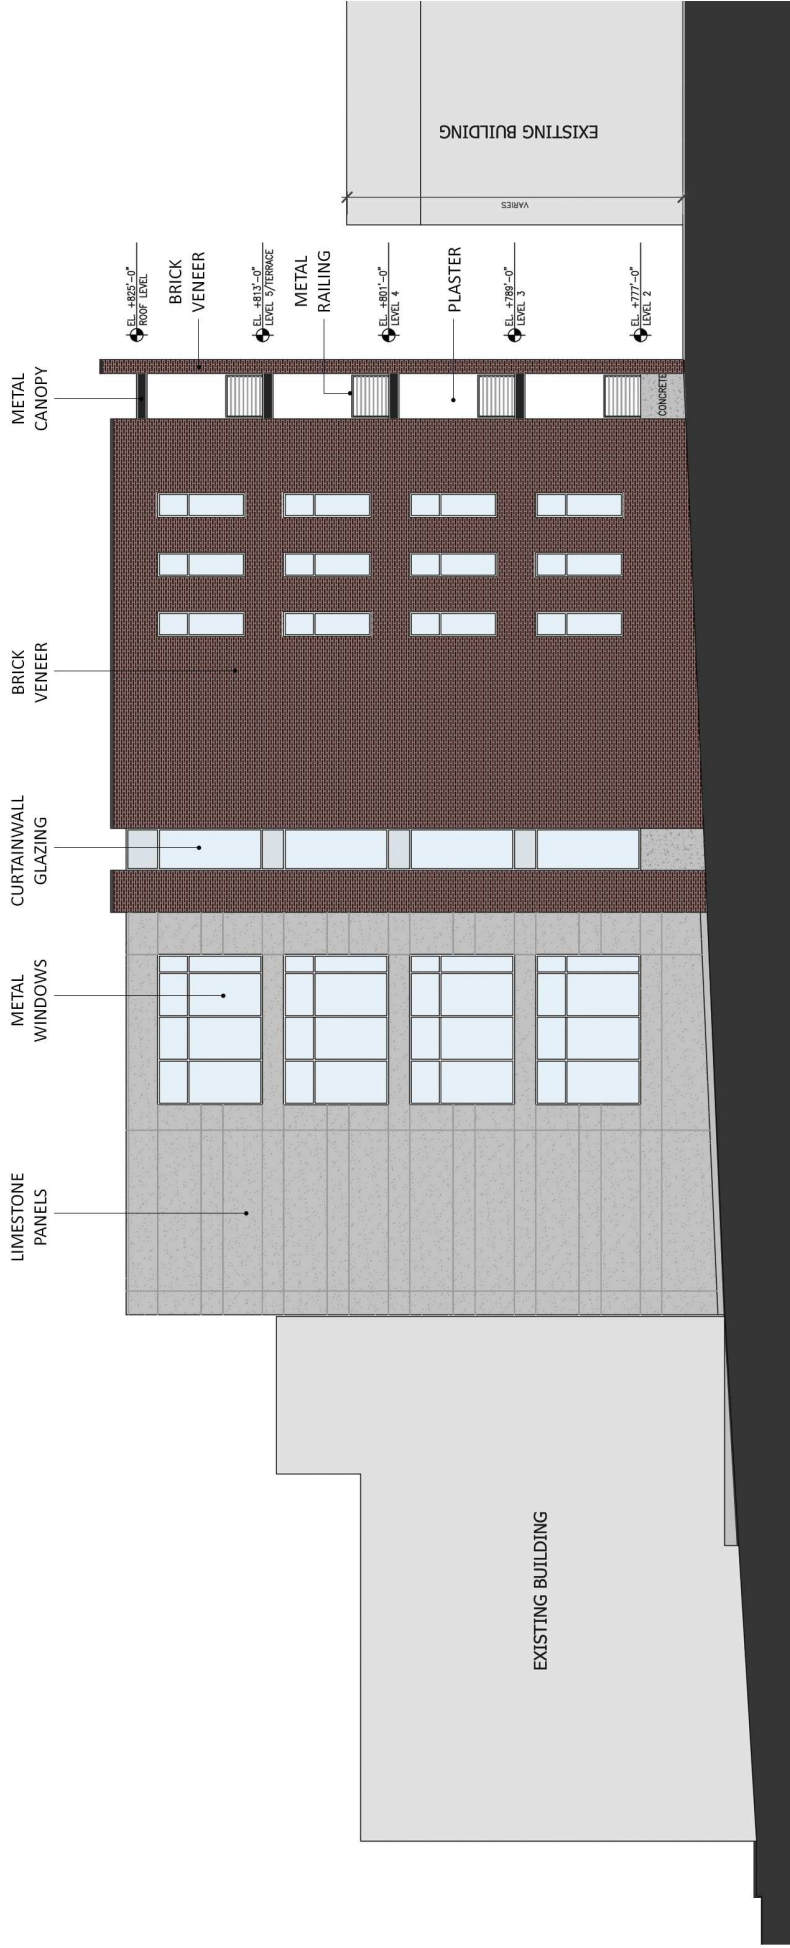 LIMESTONE
PANELS
METAL
WINDOWS
CURTAINWALL
GLAZING
BRICK
VENEER
METAL
CANOPY
BRICK
VENEER
METAL
RAILING
PLASTER
EL. +825'-0"
ROOF LEVEL
EL. +813'-0"
LEVEL 5/TERRACE
EL. +801'-0"
LEVEL 4
EL. +789'-0"
LEVEL 3
EL. +777'-0"
LEVEL 2
CONCRETE
VARIES
EXISTING BUILDING
EXISTING BUILDING